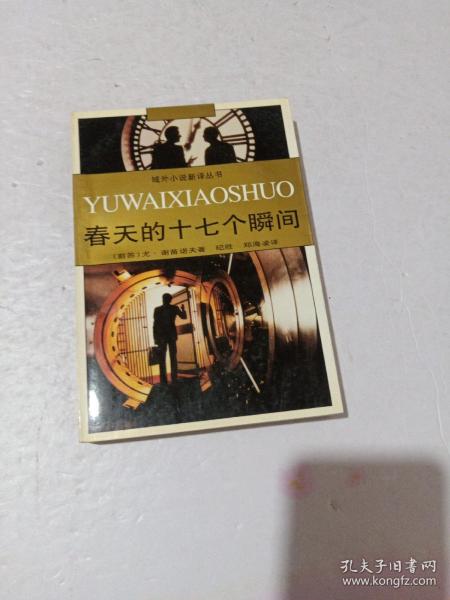 域外小说新译丛书
YUWAIXIAOSHUO
春天的十七个瞬间
（前苏）尤·谢苗诺夫著 纪胜 郑海凌译
孔夫子旧书网
www.kongfz.com